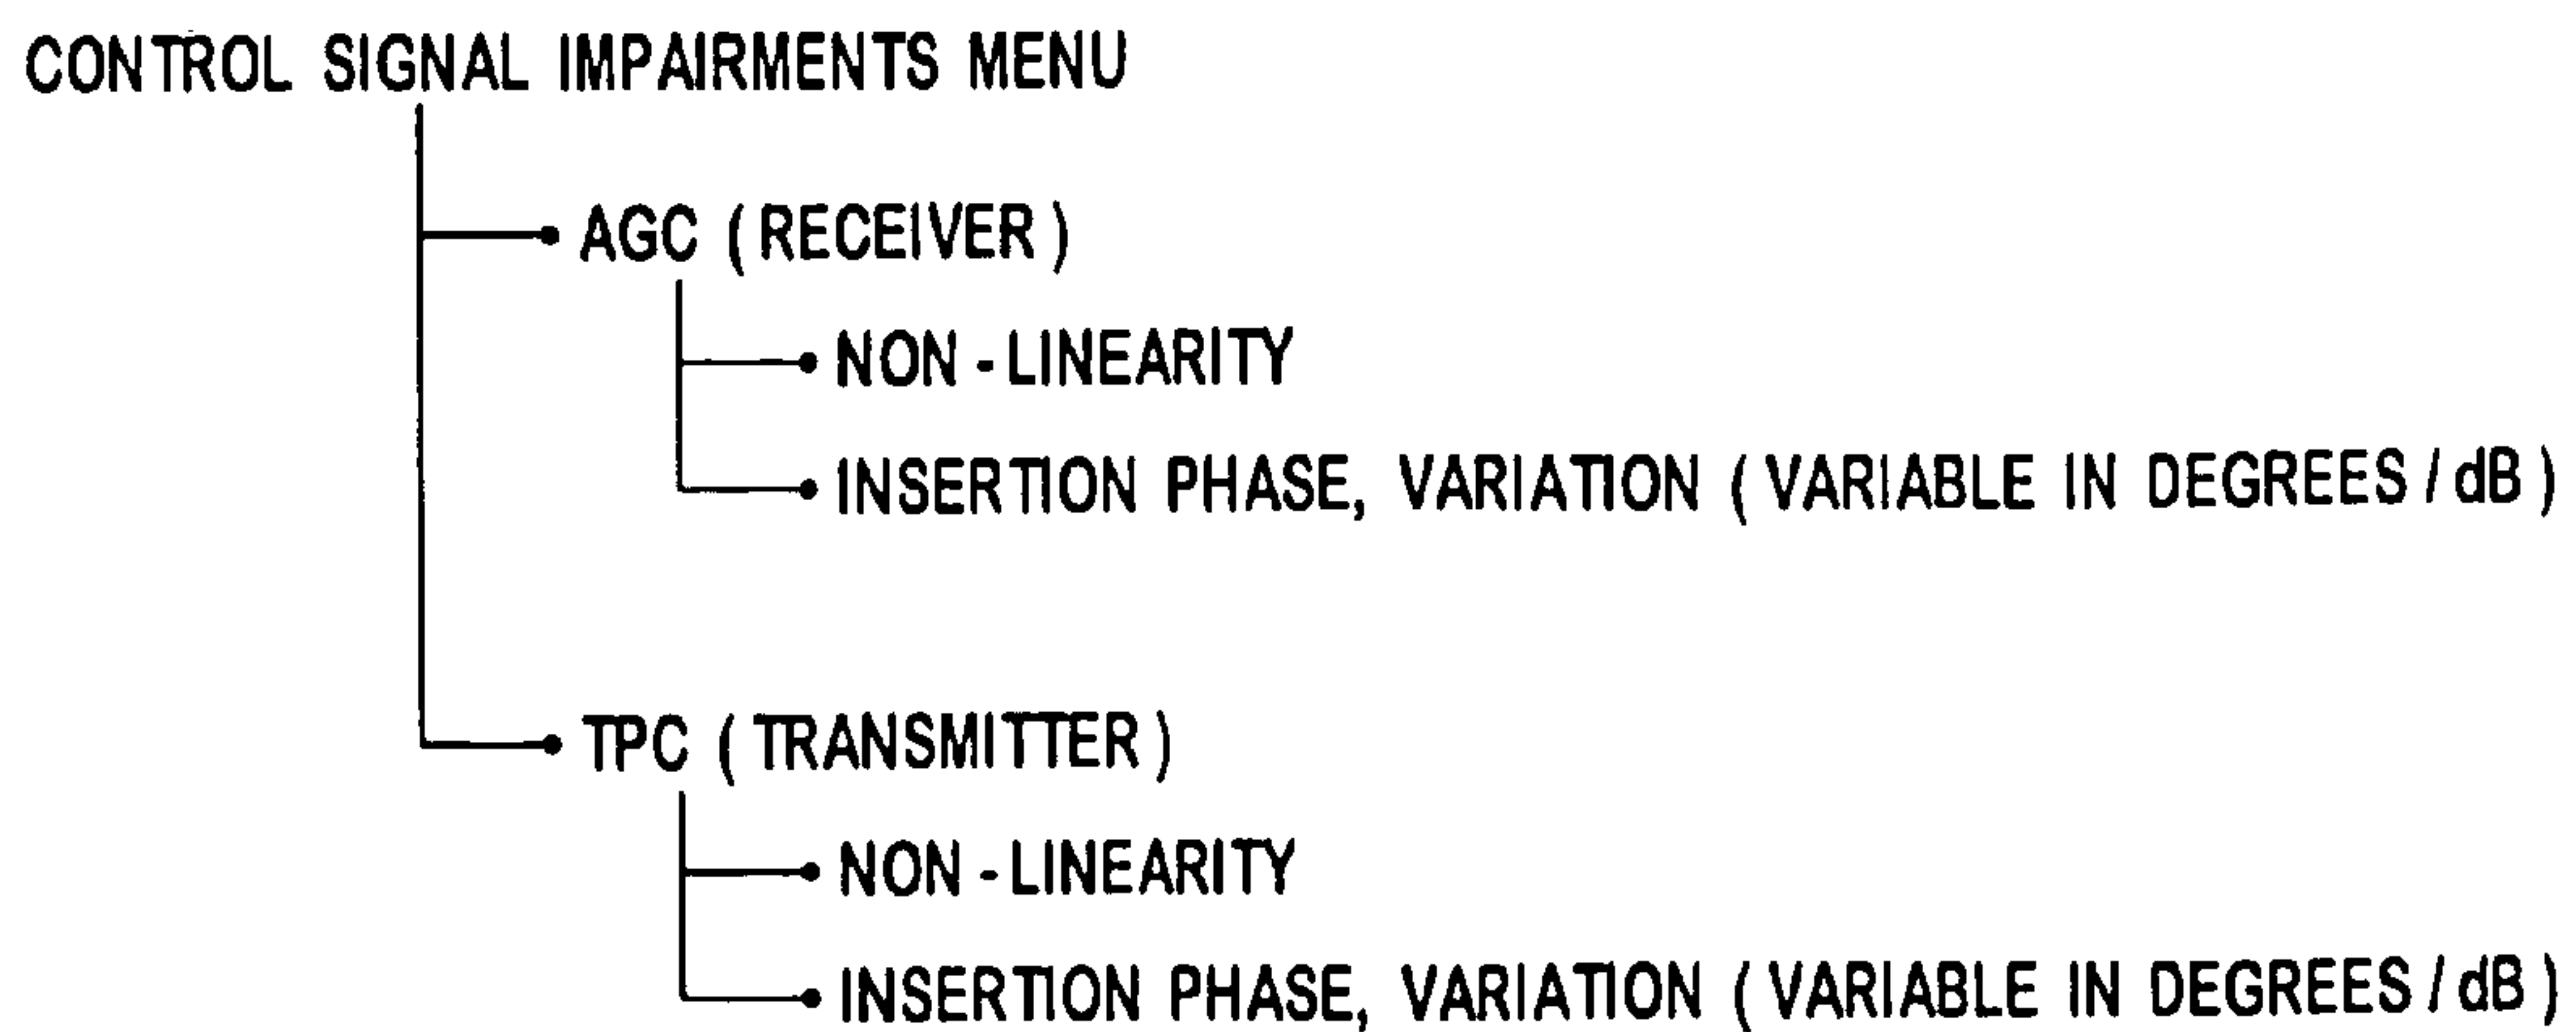 CONTROL SIGNAL IMPAIRMENTS MENU
AGC ( RECEIVER )
NON - LINEARITY
INSERTION PHASE, VARIATION ( VARIABLE IN DEGREES / dB )
TPC ( TRANSMITTER )
NON - LINEARITY
INSERTION PHASE, VARIATION ( VARIABLE IN DEGREES / dB )